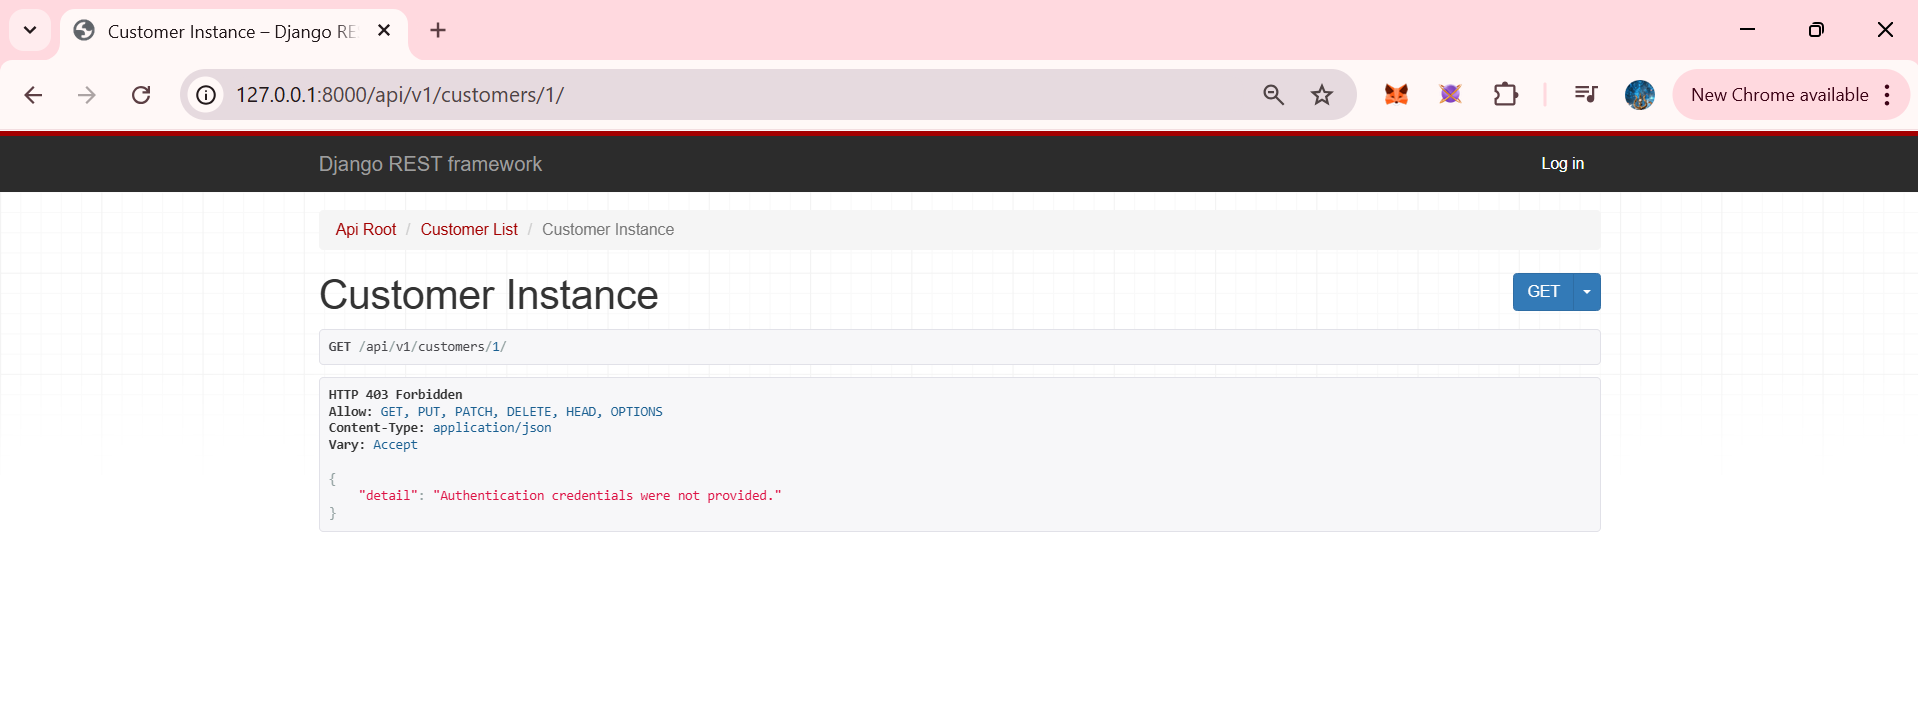 Customer Instance – Django RE
127.0.0.1:8000/api/v1/customers/1/
New Chrome available
Django REST framework
Log in
Api Root / Customer List / Customer Instance
Customer Instance
GET
GET /api/v1/customers/1/
HTTP 403 Forbidden
Allow: GET, PUT, PATCH, DELETE, HEAD, OPTIONS
Content-Type: application/json
Vary: Accept
{
"detail": "Authentication credentials were not provided."
}